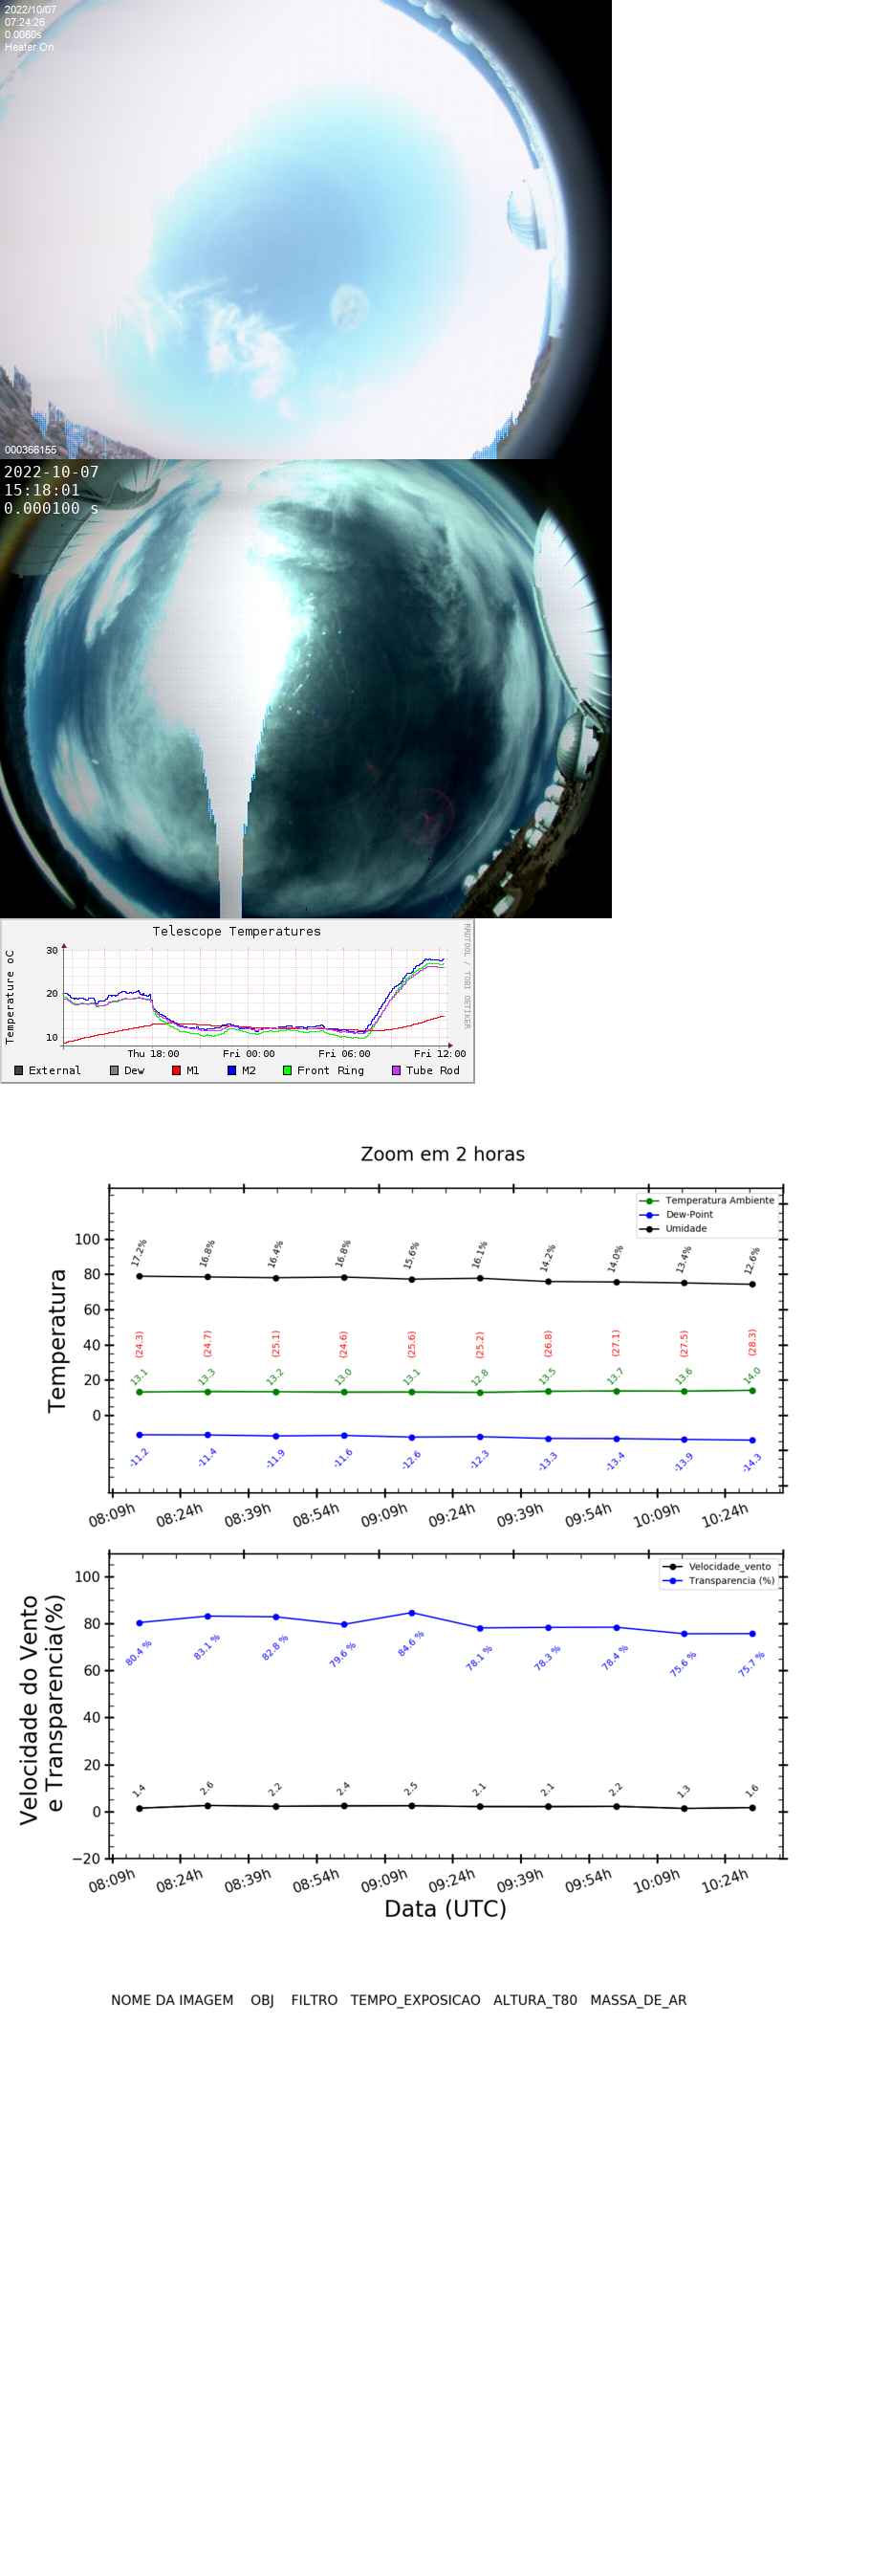 2022/10/07
07:24:26
0.0060s
Heater On
000366155
2022-10-07
15:18:01
0.000100 s
Telescope Temperatures
RRDTOOL / TOBI OETIKER
Temperature oC
30
20
10
Thu 18:00 Fri 00:00 Fri 06:00 Fri 12:00
External Dew M1 M2 Front Ring Tube Rod
Zoom em 2 horas
Temperatura
Temperatura Ambiente
Dew-Point
Umidade
100
80
60
40
20
0
17.2% 16.8% 16.4% 16.8% 15.6% 16.1% 14.2% 14.0% 13.4% 12.6%
(24.3) (24.7) (25.1) (24.6) (25.6) (25.2) (26.8) (27.1) (27.5) (28.3)
13.1 13.3 13.2 13.0 13.1 12.8 13.5 13.7 13.6 14.0
-11.2 -11.4 -11.9 -11.6 -12.6 -12.3 -13.3 -13.4 -13.9 -14.3
08:09h 08:24h 08:39h 08:54h 09:09h 09:24h 09:39h 09:54h 10:09h 10:24h
Velocidade do Vento
e Transparencia(%)
Velocidade_vento
Transparencia (%)
100
80
60
40
20
0
−20
80.4 % 83.1 % 82.8 % 79.6 % 84.6 % 78.1 % 78.3 % 78.4 % 75.6 % 75.7 %
1.4 2.6 2.2 2.4 2.5 2.1 2.1 2.2 1.3 1.6
08:09h 08:24h 08:39h 08:54h 09:09h 09:24h 09:39h 09:54h 10:09h 10:24h
Data (UTC)
NOME DA IMAGEM OBJ FILTRO TEMPO_EXPOSICAO ALTURA_T80 MASSA_DE_AR